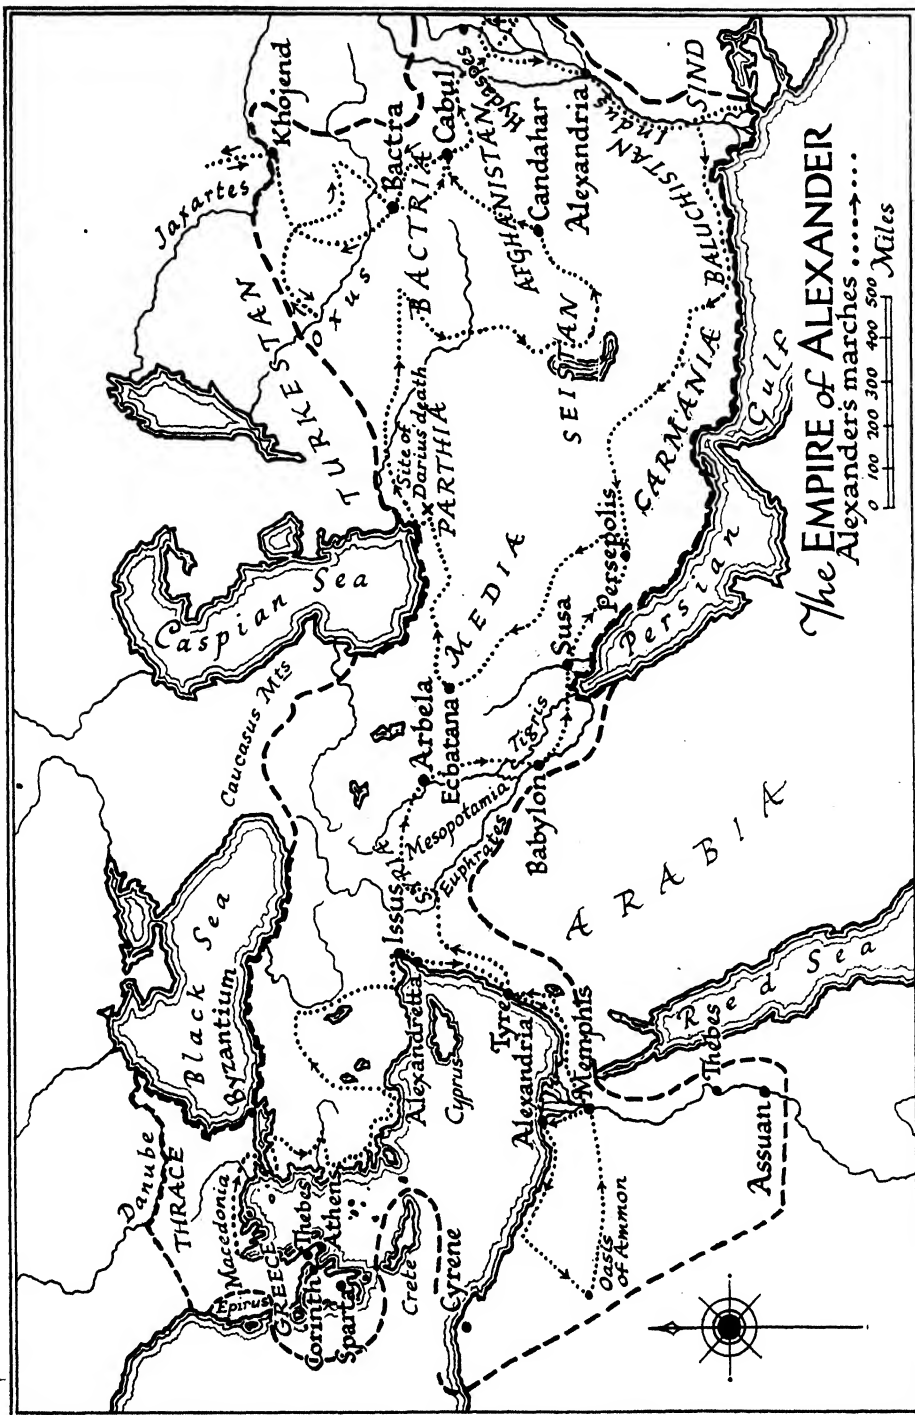 The EMPIRE of ALEXANDER
Alexander's marches
0 100 200 300 400 500
Miles
Danube
THRACE
Macedonia
Epirus
GREECE
Thebes
Athens
Corinth
Sparta
Crete
Cyrene
Black Sea
Byzantium
Caucasus Mts
Caspian Sea
TURKESTAN
Jaxartes
Khojend
Oxus
Bactra
BACTRIA
Cabul
Hydaspes
AFGHANISTAN
Candahar
Alexandria
Indus
SIND
BALUCHISTAN
SEISTAN
CARMANIA
Site of
Darius' death
PARTHIA
MEDIA
Ecbatana
Arbela
Persepolis
Susa
Persian
Gulf
Tigris
Mesopotamia
Euphrates
Babylon
Issus
Alexandretta
Cyprus
Tyre
Alexandria
Memphis
Oasis
of Ammon
Thebes
Assuan
Red Sea
ARABIA